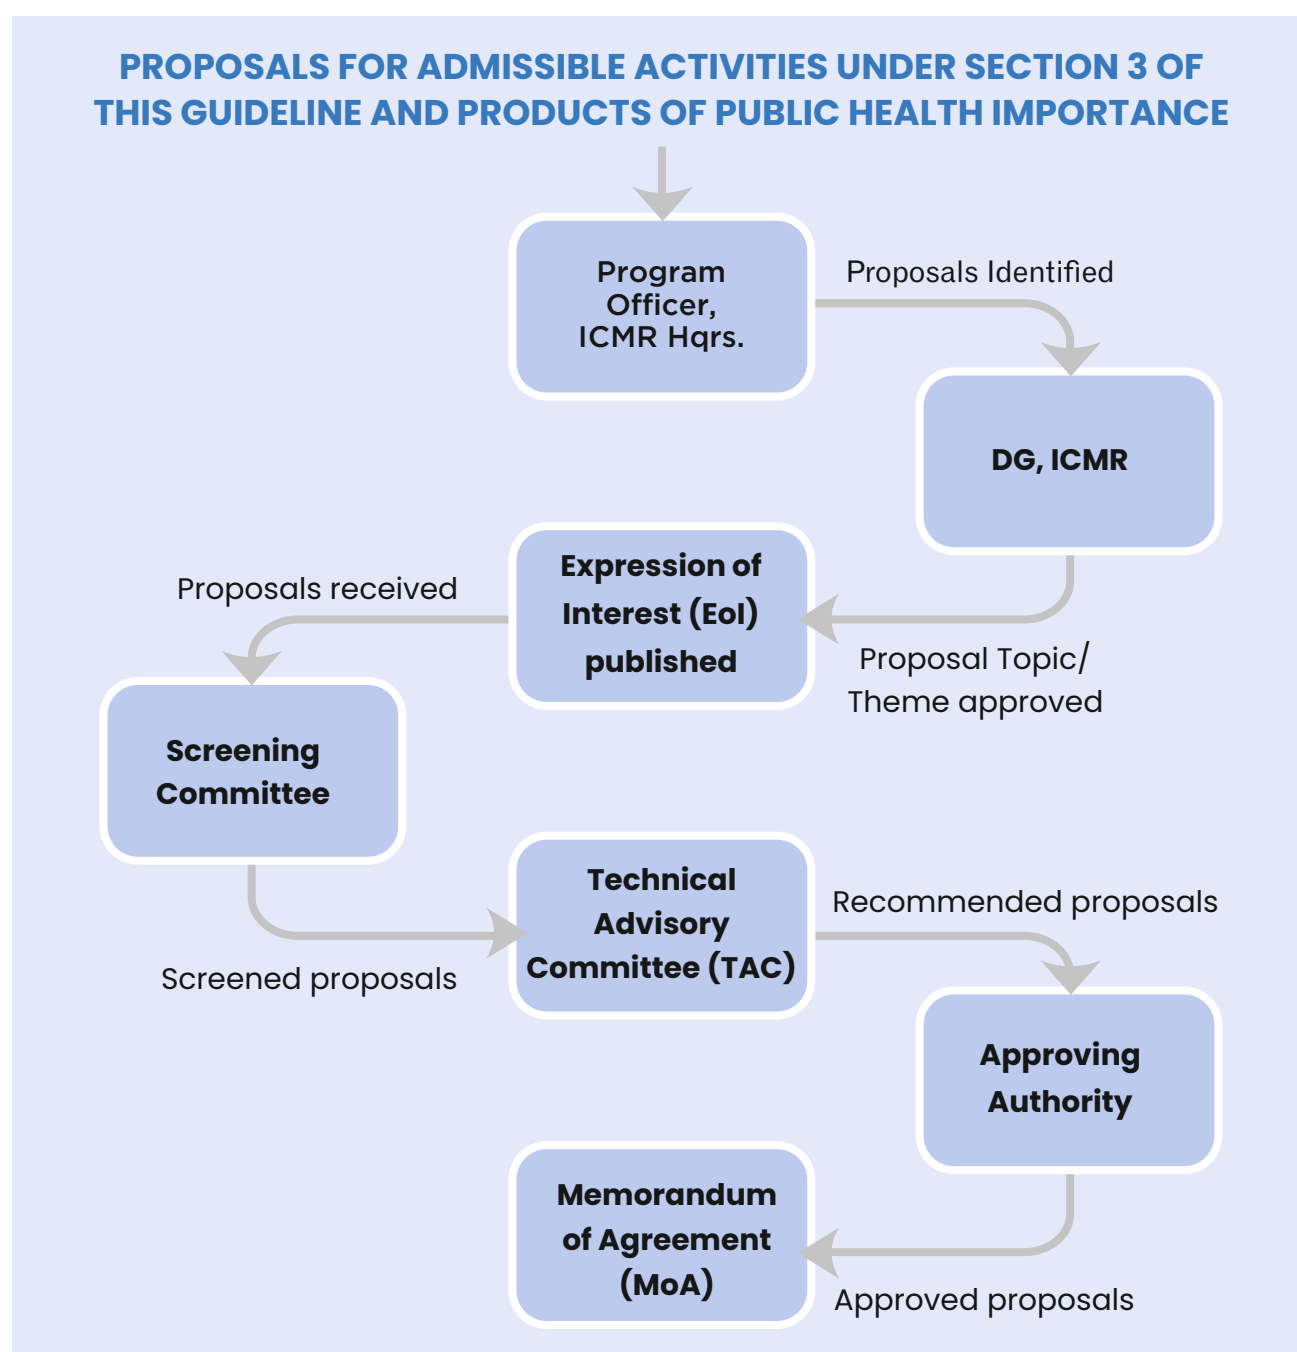 PROPOSALS FOR ADMISSIBLE ACTIVITIES UNDER SECTION 3 OF
THIS GUIDELINE AND PRODUCTS OF PUBLIC HEALTH IMPORTANCE
Program
Officer,
ICMR Hqrs.
Proposals Identified
DG, ICMR
Proposal Topic/
Theme approved
Expression of
Interest (EoI)
published
Proposals received
Screening
Committee
Screened proposals
Technical
Advisory
Committee (TAC)
Recommended proposals
Approving
Authority
Approved proposals
Memorandum
of Agreement
(MoA)